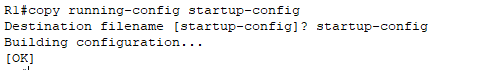 R1#copy running-config startup-config
Destination filename [startup-config]? startup-config
Building configuration...
[OK]